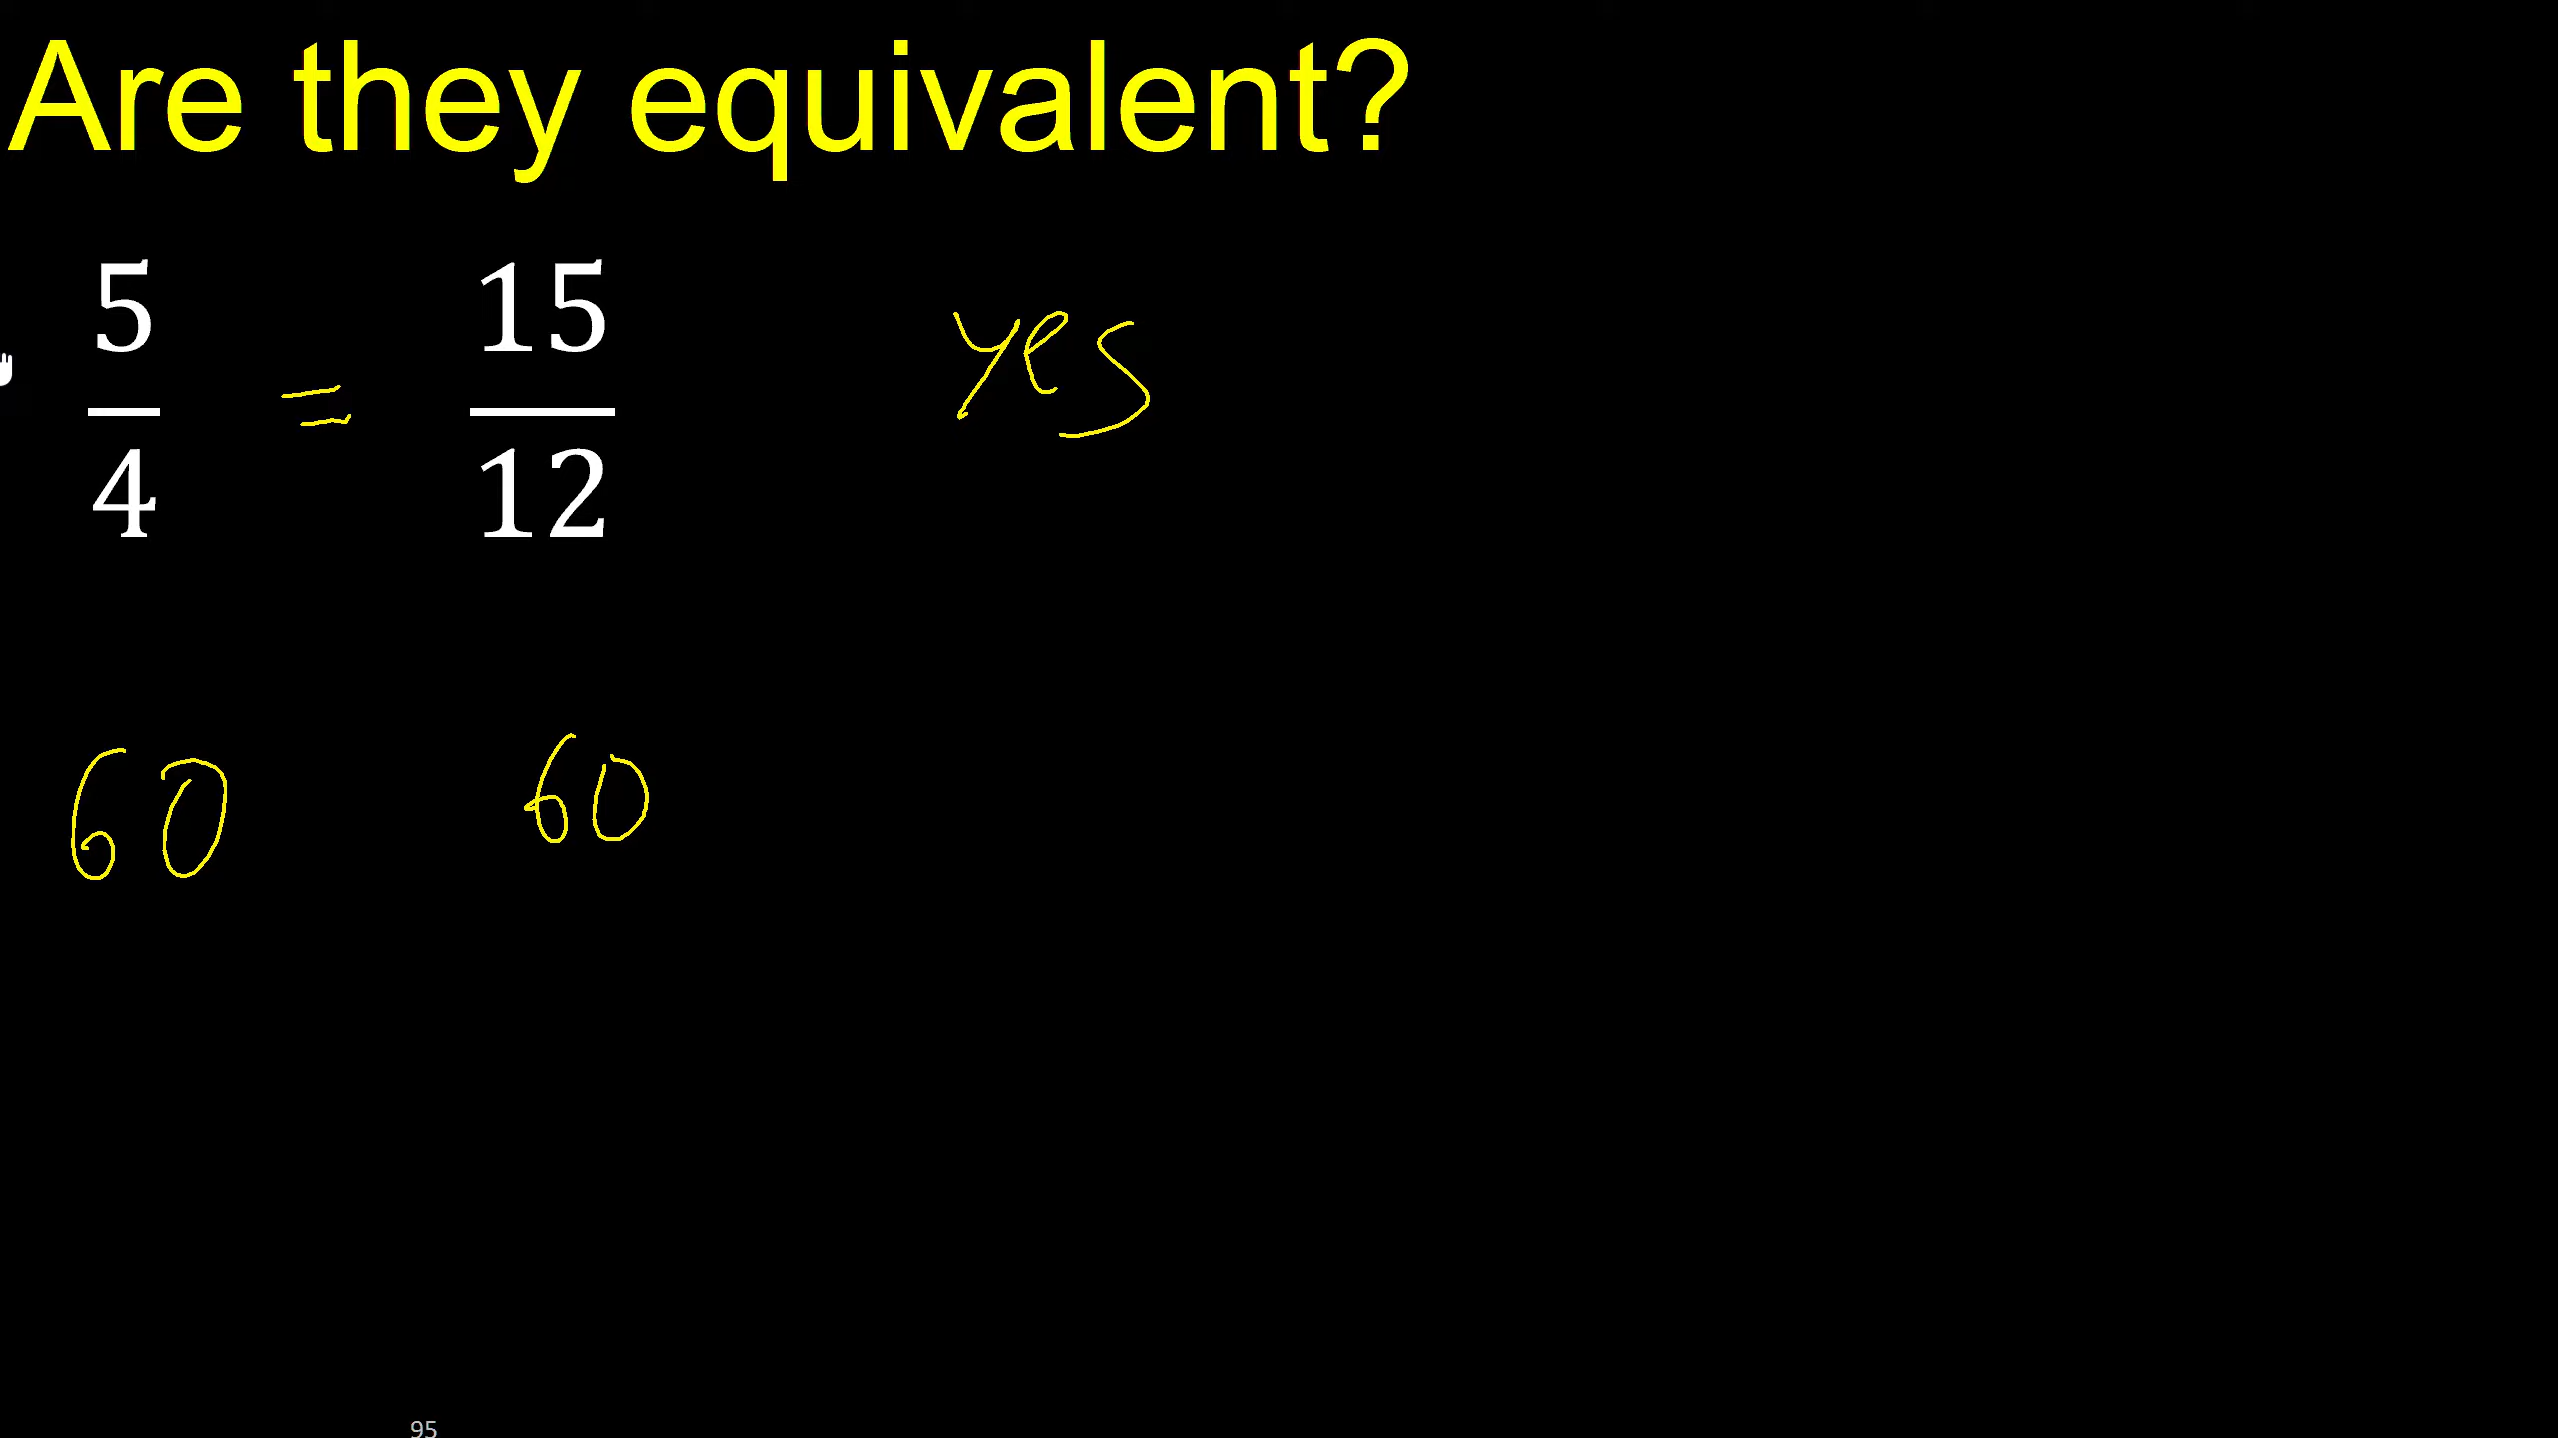 Are they equivalent?
5/4 = 15/12 yes
60 60
95